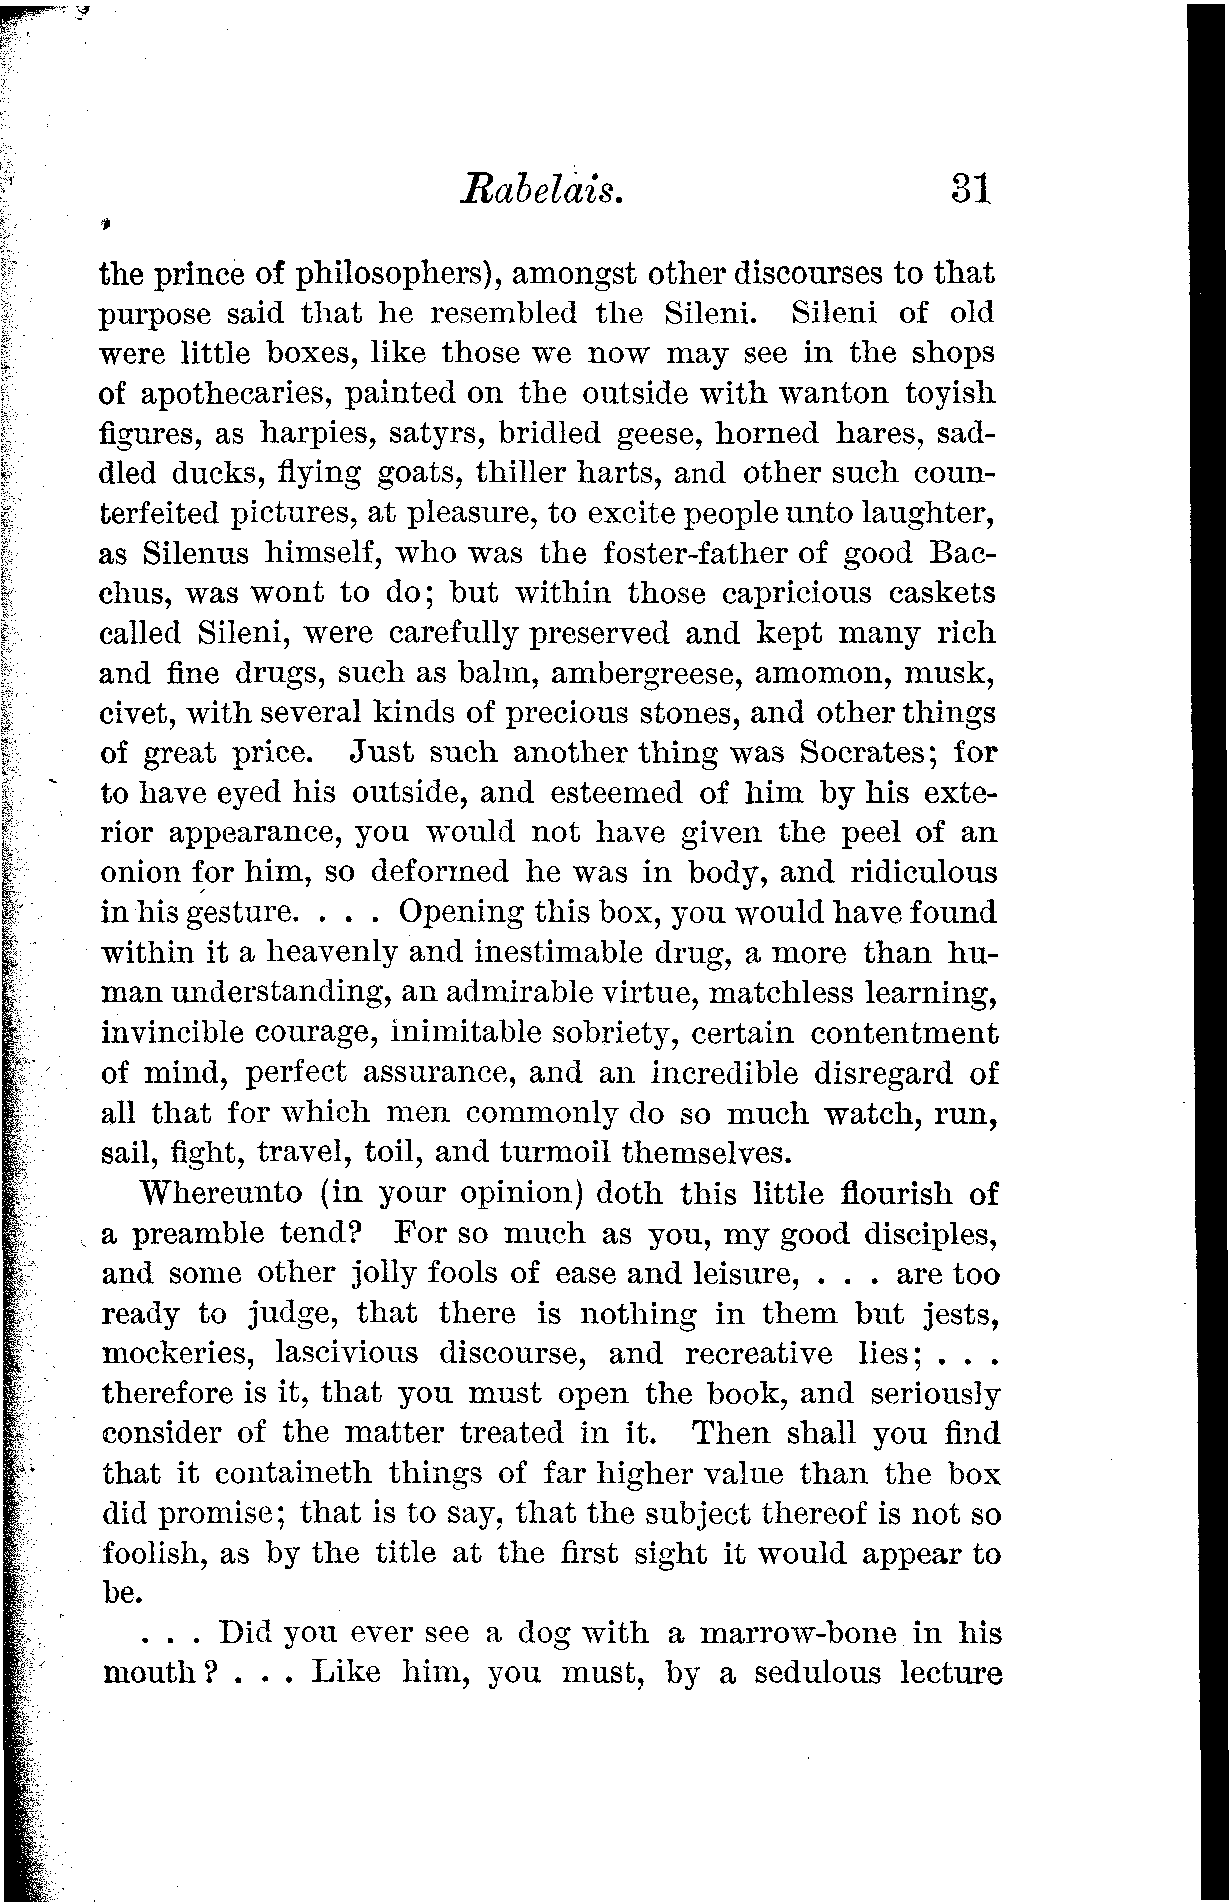 Rabelais. 31
the prince of philosophers), amongst other discourses to that
purpose said that he resembled the Sileni. Sileni of old
were little boxes, like those we now may see in the shops
of apothecaries, painted on the outside with wanton toyish
figures, as harpies, satyrs, bridled geese, horned hares, sad-
dled ducks, flying goats, thiller harts, and other such coun-
terfeited pictures, at pleasure, to excite people unto laughter,
as Silenus himself, who was the foster-father of good Bac-
chus, was wont to do; but within those capricious caskets
called Sileni, were carefully preserved and kept many rich
and fine drugs, such as balm, ambergreese, amomon, musk,
civet, with several kinds of precious stones, and other things
of great price. Just such another thing was Socrates; for
to have eyed his outside, and esteemed of him by his exte-
rior appearance, you would not have given the peel of an
onion for him, so deformed he was in body, and ridiculous
in his gesture. . . . Opening this box, you would have found
within it a heavenly and inestimable drug, a more than hu-
man understanding, an admirable virtue, matchless learning,
invincible courage, inimitable sobriety, certain contentment
of mind, perfect assurance, and an incredible disregard of
all that for which men commonly do so much watch, run,
sail, fight, travel, toil, and turmoil themselves.
Whereunto (in your opinion) doth this little flourish of
a preamble tend? For so much as you, my good disciples,
and some other jolly fools of ease and leisure, . . . are too
ready to judge, that there is nothing in them but jests,
mockeries, lascivious discourse, and recreative lies; . . .
therefore is it, that you must open the book, and seriously
consider of the matter treated in it. Then shall you find
that it containeth things of far higher value than the box
did promise; that is to say, that the subject thereof is not so
foolish, as by the title at the first sight it would appear to
be.
. . . Did you ever see a dog with a marrow-bone in his
mouth? . . . Like him, you must, by a sedulous lecture